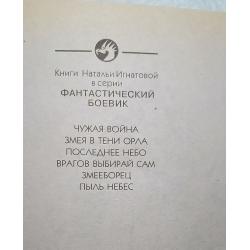 Книги Натальи Игнатовой
в серии
ФАНТАСТИЧЕСКИЙ
БОЕВИК
ЧУЖАЯ ВОЙНА
ЗМЕЯ В ТЕНИ ОРЛА
ПОСЛЕДНЕЕ НЕБО
ВРАГОВ ВЫБИРАЙ САМ
ЗМЕЕБОРЕЦ
ПЫЛЬ НЕБЕС